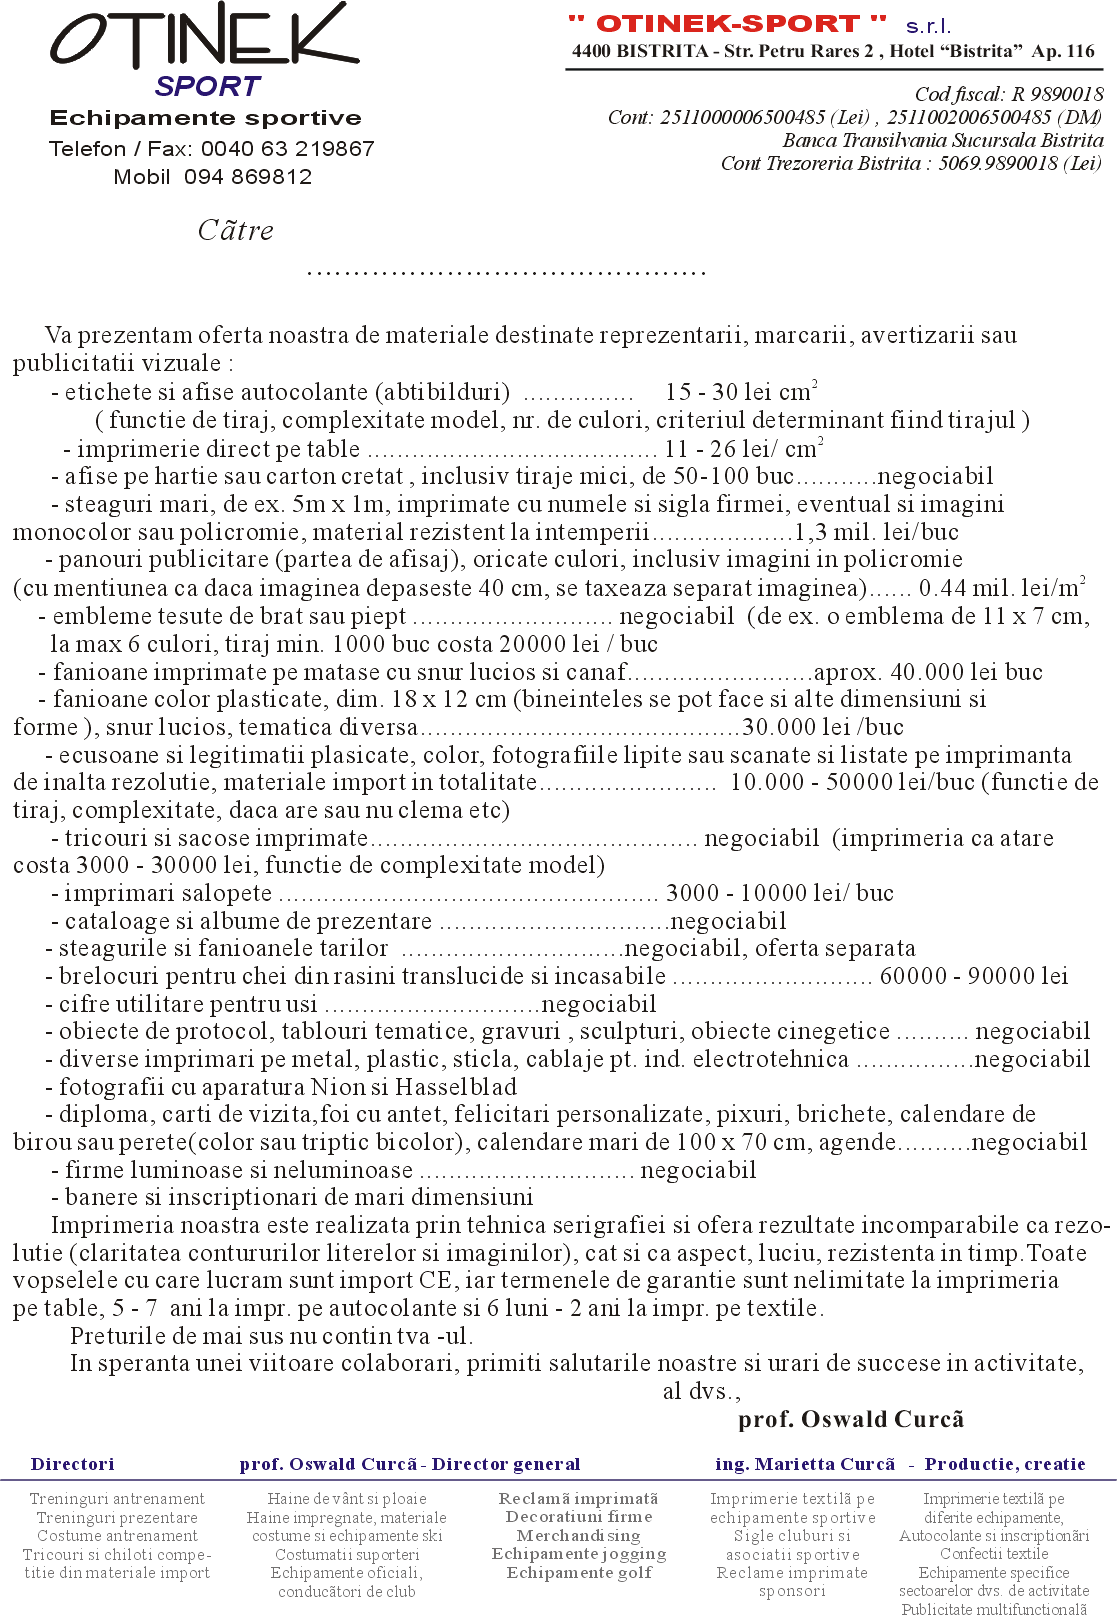 OTINEK
SPORT
Echipamente sportive
Telefon / Fax: 0040 63 219867
Mobil 094 869812
" OTINEK-SPORT " s.r.l.
4400 BISTRITA - Str. Petru Rares 2 , Hotel “Bistrita” Ap. 116
Cod fiscal: R 9890018
Cont: 2511000006500485 (Lei) , 2511002006500485 (DM)
Banca Transilvania Sucursala Bistrita
Cont Trezoreria Bistrita : 5069.9890018 (Lei)
Cãtre
...........................................
Va prezentam oferta noastra de materiale destinate reprezentarii, marcarii, avertizarii sau
publicitatii vizuale :
- etichete si afise autocolante (abtibilduri) ............... 15 - 30 lei cm²
( functie de tiraj, complexitate model, nr. de culori, criteriul determinant fiind tirajul )
- imprimerie direct pe table ....................................... 11 - 26 lei/ cm²
- afise pe hartie sau carton cretat , inclusiv tiraje mici, de 50-100 buc...........negociabil
- steaguri mari, de ex. 5m x 1m, imprimate cu numele si sigla firmei, eventual si imagini
monocolor sau policromie, material rezistent la intemperii...................1,3 mil. lei/buc
- panouri publicitare (partea de afisaj), oricate culori, inclusiv imagini in policromie
(cu mentiunea ca daca imaginea depaseste 40 cm, se taxeaza separat imaginea)...... 0.44 mil. lei/m²
- embleme tesute de brat sau piept ........................... negociabil (de ex. o emblema de 11 x 7 cm,
la max 6 culori, tiraj min. 1000 buc costa 20000 lei / buc
- fanioane imprimate pe matase cu snur lucios si canaf.........................aprox. 40.000 lei buc
- fanioane color plasticate, dim. 18 x 12 cm (bineinteles se pot face si alte dimensiuni si
forme ), snur lucios, tematica diversa...........................................30.000 lei /buc
- ecusoane si legitimatii plasicate, color, fotografiile lipite sau scanate si listate pe imprimanta
de inalta rezolutie, materiale import in totalitate........................ 10.000 - 50000 lei/buc (functie de
tiraj, complexitate, daca are sau nu clema etc)
- tricouri si sacose imprimate............................................ negociabil (imprimeria ca atare
costa 3000 - 30000 lei, functie de complexitate model)
- imprimari salopete ................................................... 3000 - 10000 lei/ buc
- cataloage si albume de prezentare ...............................negociabil
- steagurile si fanioanele tarilor ..............................negociabil, oferta separata
- brelocuri pentru chei din rasini translucide si incasabile ........................... 60000 - 90000 lei
- cifre utilitare pentru usi .............................negociabil
- obiecte de protocol, tablouri tematice, gravuri , sculpturi, obiecte cinegetice .......... negociabil
- diverse imprimari pe metal, plastic, sticla, cablaje pt. ind. electrotehnica ................negociabil
- fotografii cu aparatura Nion si Hasselblad
- diploma, carti de vizita,foi cu antet, felicitari personalizate, pixuri, brichete, calendare de
birou sau perete(color sau triptic bicolor), calendare mari de 100 x 70 cm, agende..........negociabil
- firme luminoase si neluminoase ............................. negociabil
- banere si inscriptionari de mari dimensiuni
Imprimeria noastra este realizata prin tehnica serigrafiei si ofera rezultate incomparabile ca rezo-
lutie (claritatea contururilor literelor si imaginilor), cat si ca aspect, luciu, rezistenta in timp.Toate
vopselele cu care lucram sunt import CE, iar termenele de garantie sunt nelimitate la imprimeria
pe table, 5 - 7 ani la impr. pe autocolante si 6 luni - 2 ani la impr. pe textile.
Preturile de mai sus nu contin tva -ul.
In speranta unei viitoare colaborari, primiti salutarile noastre si urari de succese in activitate,
al dvs.,
prof. Oswald Curcã
Directori prof. Oswald Curcã - Director general ing. Marietta Curcã - Productie, creatie
Treninguri antrenament
Treninguri prezentare
Costume antrenament
Tricouri si chiloti compe-
titie din materiale import
Haine de vânt si ploaie
Haine impregnate, materiale
costume si echipamente ski
Costumatii suporteri
Echipamente oficiali,
conducãtori de club
Reclamã imprimatã
Decoratiuni firme
Merchandising
Echipamente jogging
Echipamente golf
Imprimerie textilã pe
echipamente sportive
Sigle cluburi si
asociatii sportive
Reclame imprimate
sponsori
Imprimerie textilã pe
diferite echipamente,
Autocolante si inscriptionãri
Confectii textile
Echipamente specifice
sectoarelor dvs. de activitate
Publicitate multifunctionalã